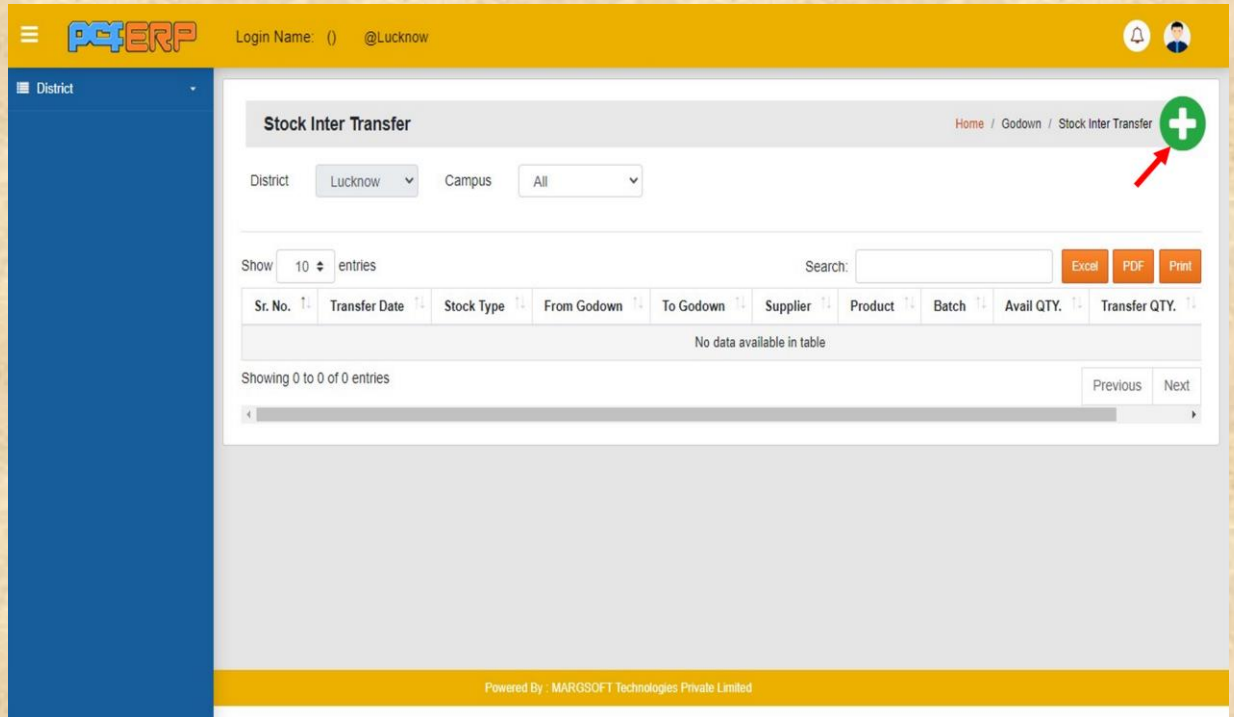 PCFERP Login Name: () @Lucknow
District
Stock Inter Transfer Home / Godown / Stock Inter Transfer
District Lucknow Campus All
Show 10 entries Search: Excel PDF Print
Sr. No. Transfer Date Stock Type From Godown To Godown Supplier Product Batch Avail QTY. Transfer QTY.
No data available in table
Showing 0 to 0 of 0 entries Previous Next
Powered By : MARGSOFT Technologies Private Limited